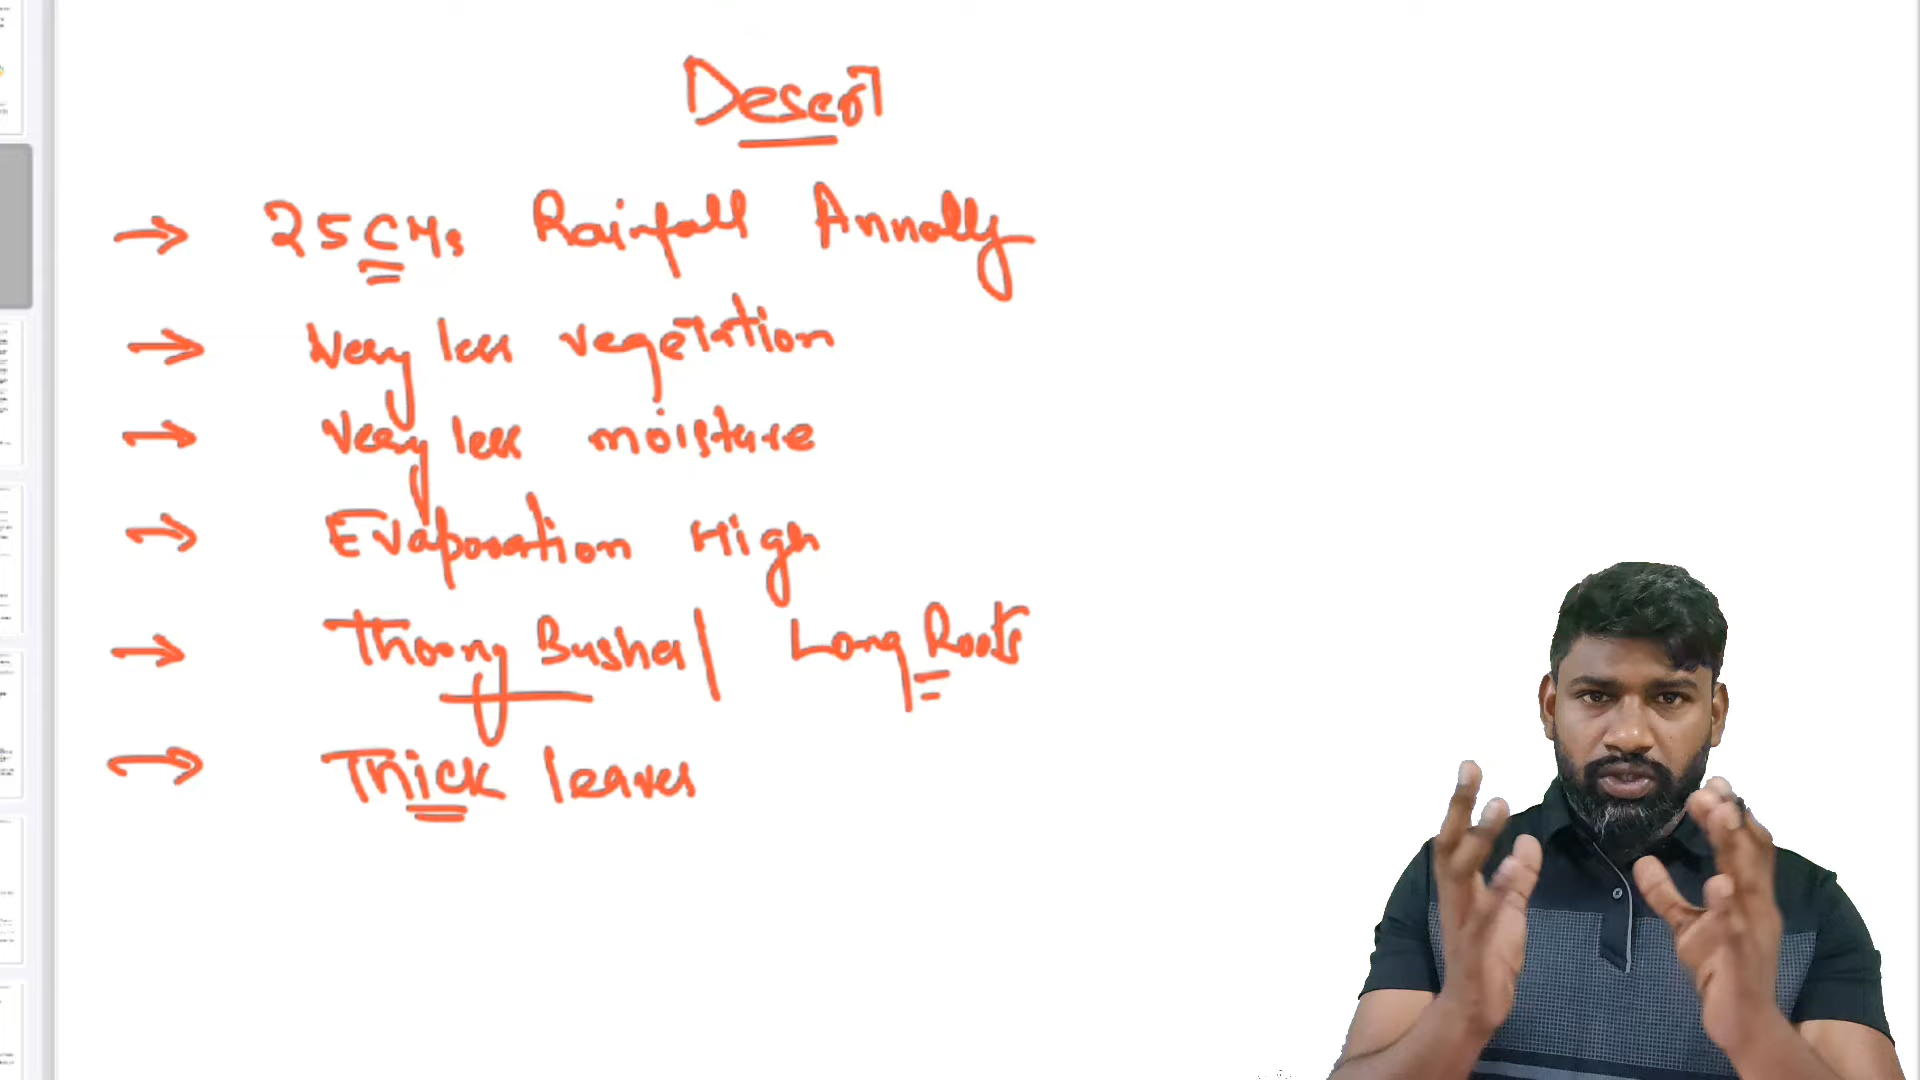 Desert
→ 25 CMs Rainfall Annally
→ Very less vegetation
→ Very less moisture
→ Evaporation High
→ Thorny Bushes / Long Roots
→ Thick leaves